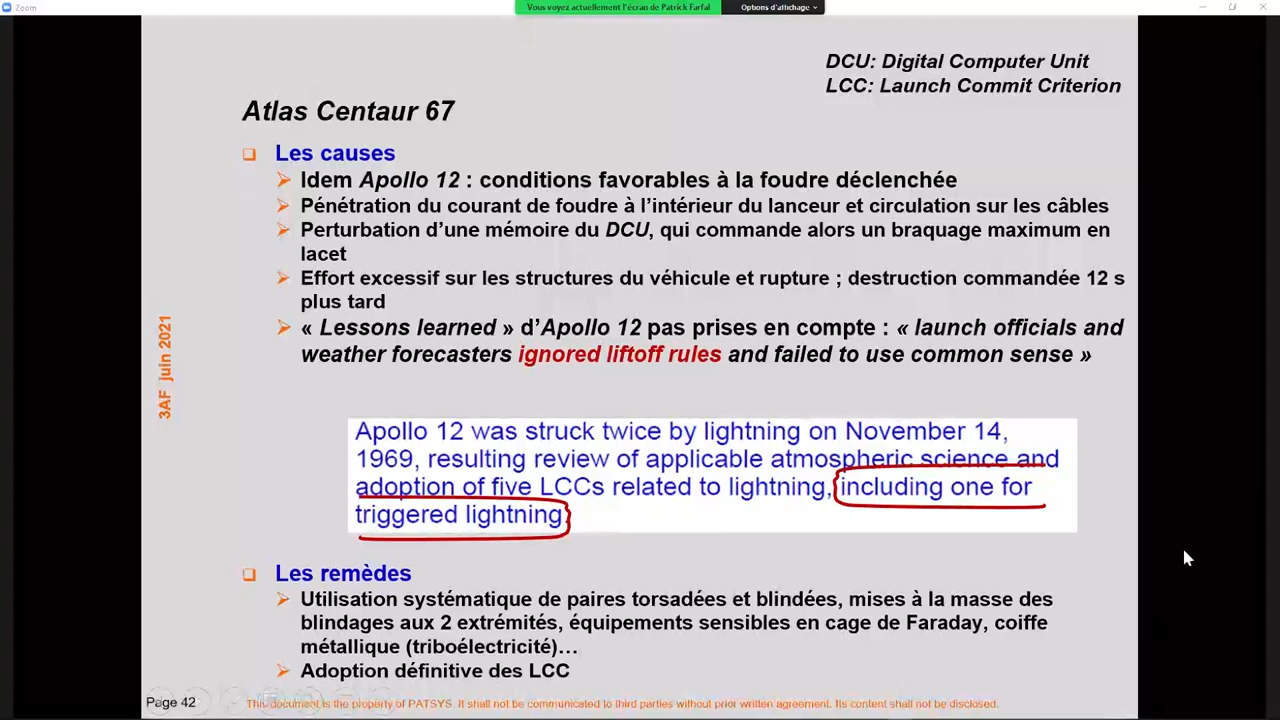 Zoom
Vous voyez actuellement l'écran de Patrick Farfal
Options d'affichage
DCU: Digital Computer Unit
LCC: Launch Commit Criterion
Atlas Centaur 67
Les causes
Idem Apollo 12 : conditions favorables à la foudre déclenchée
Pénétration du courant de foudre à l'intérieur du lanceur et circulation sur les câbles
Perturbation d'une mémoire du DCU, qui commande alors un braquage maximum en
lacet
Effort excessif sur les structures du véhicule et rupture ; destruction commandée 12 s
plus tard
« Lessons learned » d'Apollo 12 pas prises en compte : « launch officials and
weather forecasters ignored liftoff rules and failed to use common sense »
3AF juin 2021
Apollo 12 was struck twice by lightning on November 14,
1969, resulting review of applicable atmospheric science and
adoption of five LCCs related to lightning, including one for
triggered lightning
Les remèdes
Utilisation systématique de paires torsadées et blindées, mises à la masse des
blindages aux 2 extrémités, équipements sensibles en cage de Faraday, coiffe
métallique (triboélectricité)…
Adoption définitive des LCC
Page 42
This document is the property of PATSYS. It shall not be communicated to third parties without prior written agreement. Its content shall not be disclosed.